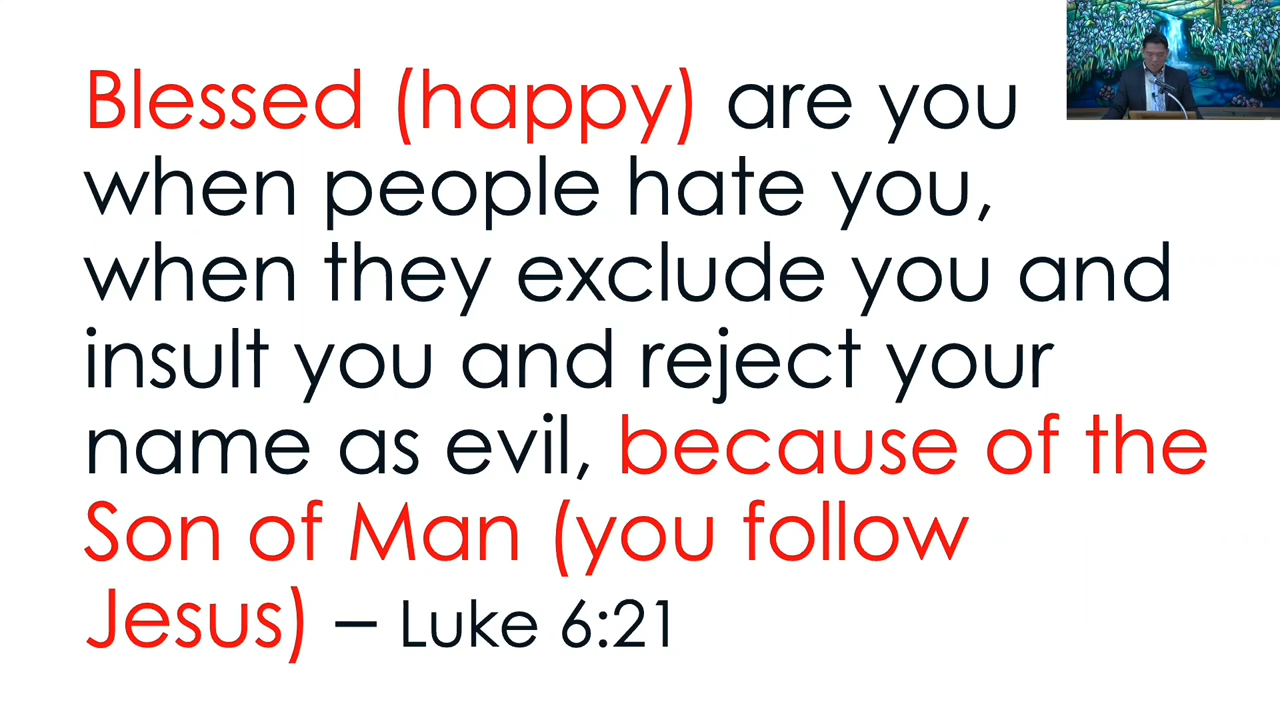 Blessed (happy) are you
when people hate you,
when they exclude you and
insult you and reject your
name as evil, because of the
Son of Man (you follow
Jesus) – Luke 6:21